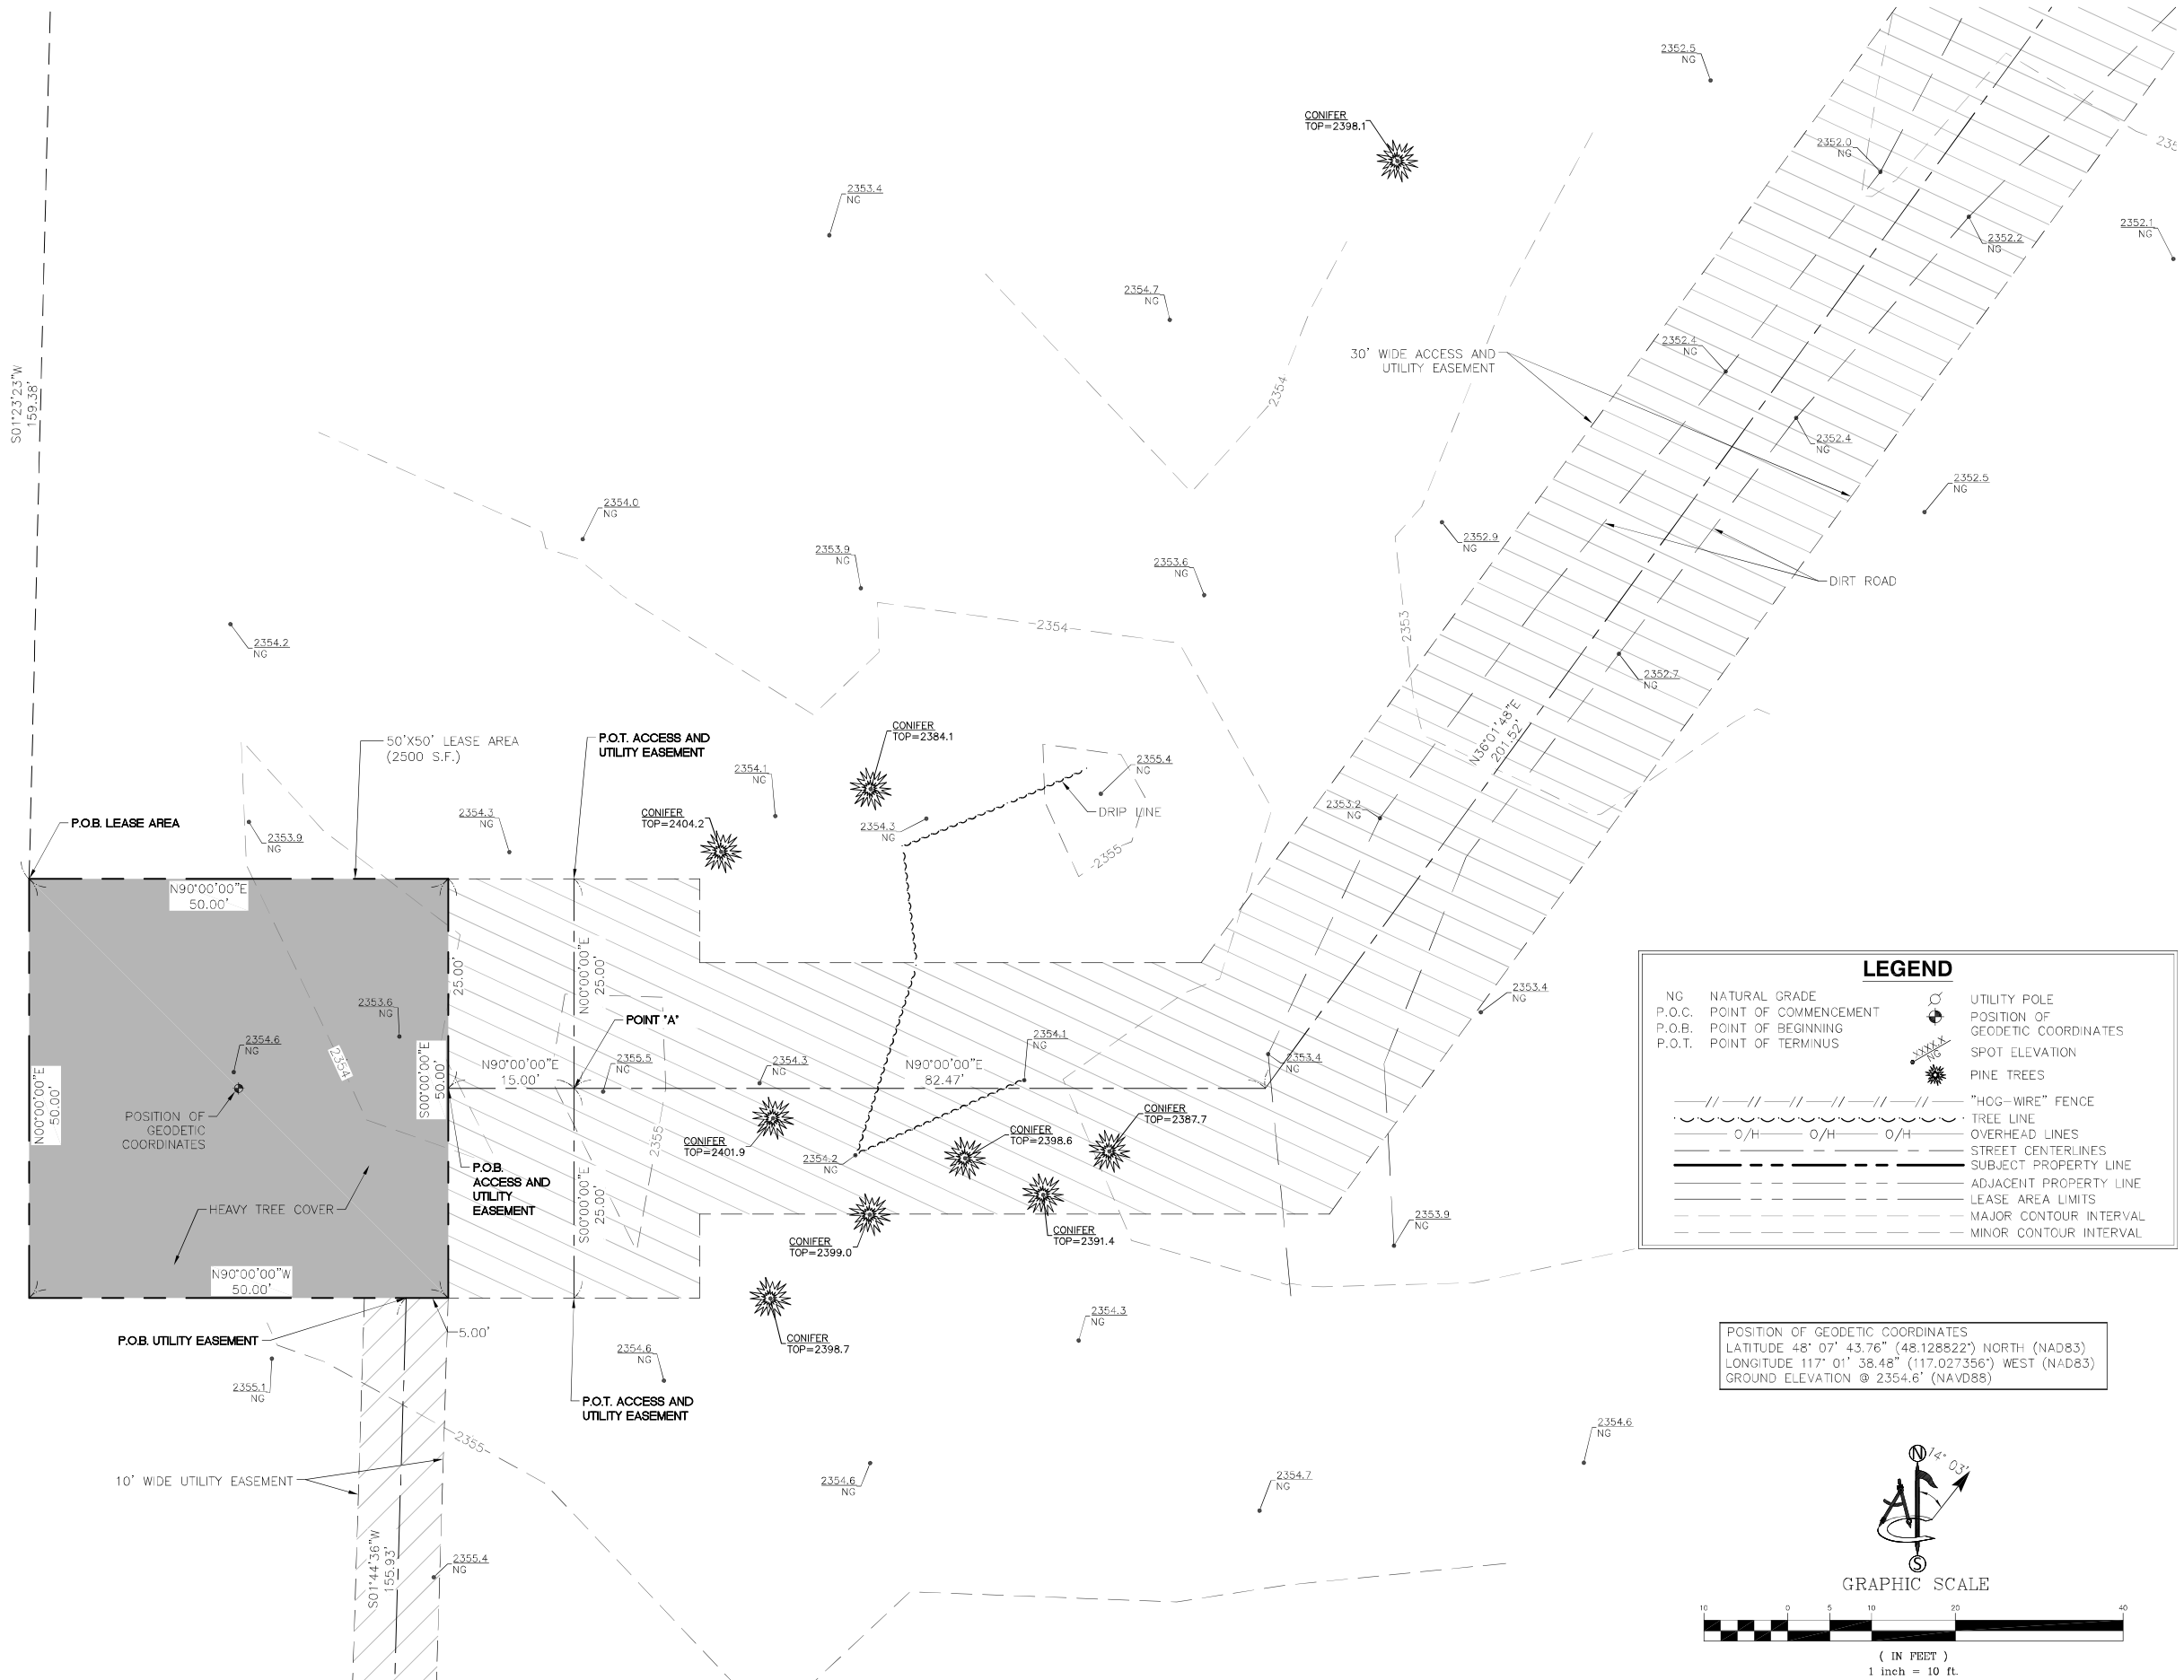 2352.5
NG
CONIFER
TOP=2398.1
2352.0
NG
2353.4
NG
2352.2
NG
2352.1
NG
2354.7
NG
30' WIDE ACCESS AND
UTILITY EASEMENT
2352.4
NG
2354
S01°23'23"W
159.38'
2352.4
NG
2354.0
NG
2352.5
NG
2353.9
NG
2353.6
NG
2352.9
NG
DIRT ROAD
2354
2353
2354.2
NG
2352.7
NG
N36°01'48"E
201.52'
50'X50' LEASE AREA
(2500 S.F.)
P.O.T. ACCESS AND
UTILITY EASEMENT
CONIFER
TOP=2384.1
2354.1
NG
2355.4
NG
DRIP LINE
P.O.B. LEASE AREA
2353.9
NG
2354.3
NG
CONIFER
TOP=2404.2
2354.3
NG
2353.2
NG
2355
N90°00'00"E
50.00'
25.00'
N00°00'00"E
25.00'
2353.6
NG
POINT "A"
2354.6
NG
2354
S00°00'00"E
50.00'
N90°00'00"E
15.00'
2355.5
NG
2354.3
NG
N90°00'00"E
82.47'
2354.1
NG
2353.4
NG
2353.4
NG
N00°00'00"E
50.00'
POSITION OF
GEODETIC
COORDINATES
CONIFER
TOP=2401.9
2355
2354.2
NG
CONIFER
TOP=2398.6
CONIFER
TOP=2387.7
P.O.B.
ACCESS AND
UTILITY
EASEMENT
HEAVY TREE COVER
S00°00'00"E
25.00'
CONIFER
TOP=2399.0
CONIFER
TOP=2391.4
2353.9
NG
N90°00'00"W
50.00'
P.O.B. UTILITY EASEMENT
5.00'
CONIFER
TOP=2398.7
2354.3
NG
2355.1
NG
2354.6
NG
P.O.T. ACCESS AND
UTILITY EASEMENT
2355
2354.6
NG
2354.7
NG
2354.6
NG
10' WIDE UTILITY EASEMENT
S01°44'36"W
155.93'
2355.4
NG
LEGEND
NG NATURAL GRADE
P.O.C. POINT OF COMMENCEMENT
P.O.B. POINT OF BEGINNING
P.O.T. POINT OF TERMINUS
UTILITY POLE
POSITION OF
GEODETIC COORDINATES
XXXX.X
NG
SPOT ELEVATION
PINE TREES
"HOG-WIRE" FENCE
TREE LINE
O/H O/H O/H OVERHEAD LINES
STREET CENTERLINES
SUBJECT PROPERTY LINE
ADJACENT PROPERTY LINE
LEASE AREA LIMITS
MAJOR CONTOUR INTERVAL
MINOR CONTOUR INTERVAL
POSITION OF GEODETIC COORDINATES
LATITUDE 48° 07' 43.76" (48.128822°) NORTH (NAD83)
LONGITUDE 117° 01' 38.48" (117.027356°) WEST (NAD83)
GROUND ELEVATION @ 2354.6' (NAVD88)
N
14° 03'
S
GRAPHIC SCALE
10 0 5 10 20 40
( IN FEET )
1 inch = 10 ft.